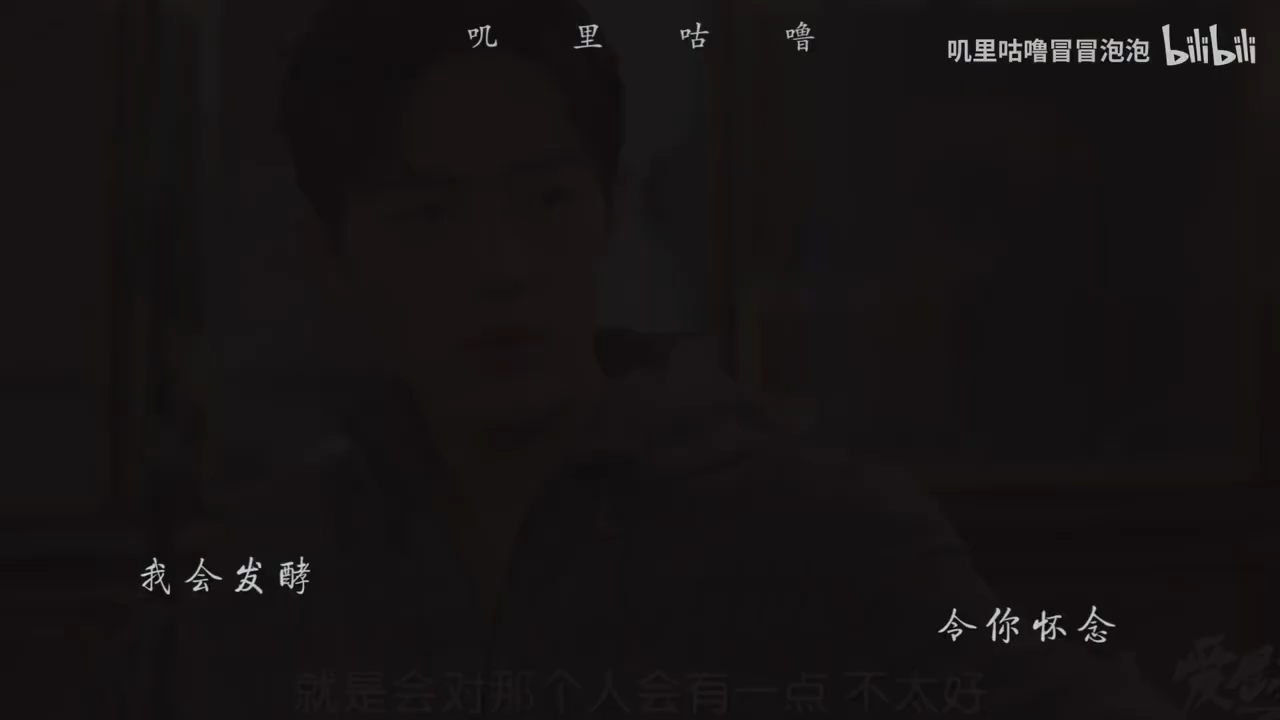 叽里咕噜
叽里咕噜冒冒泡泡 bilibili
我会发酵
令你怀念
就是会对那个人会有一点 不太好